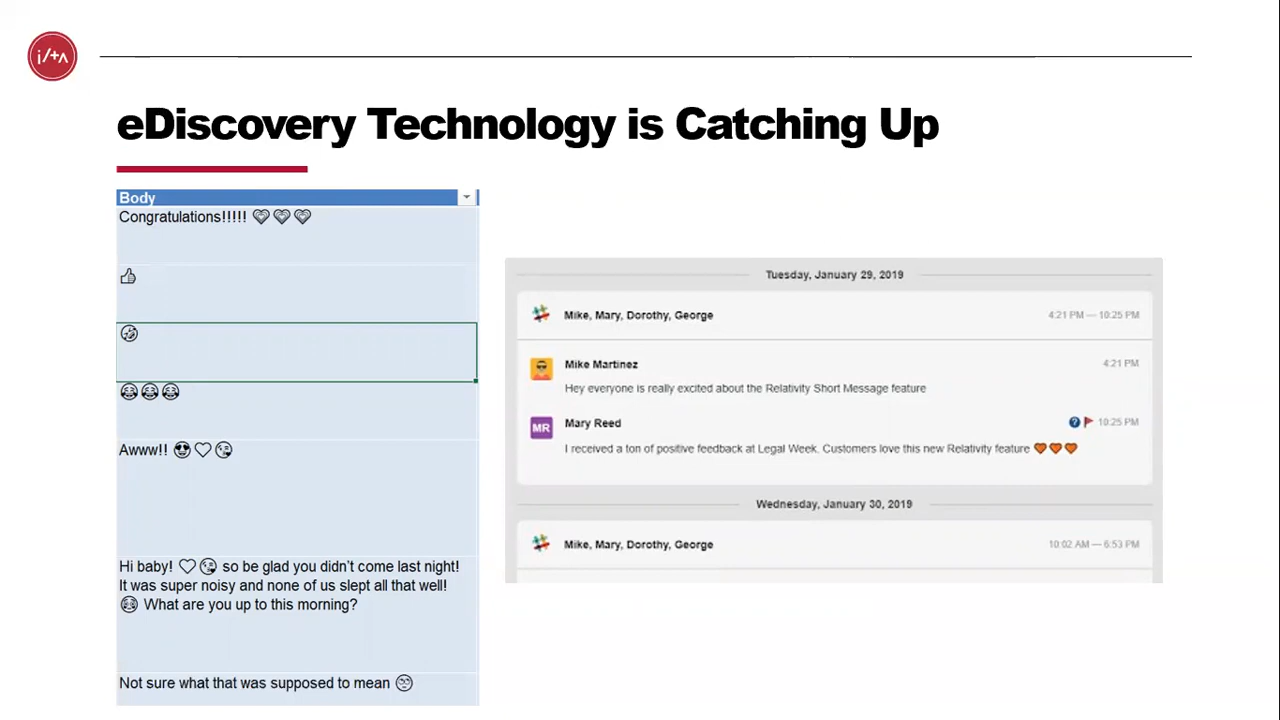 i/+ʌ
eDiscovery Technology is Catching Up
Body
Congratulations!!!!! 💗💗💗
👍
🤣
😂😂😂
Awww!! 😍♡😘
Hi baby! ♡😘 so be glad you didn't come last night!
It was super noisy and none of us slept all that well!
😂 What are you up to this morning?
Not sure what that was supposed to mean 🙄
Tuesday, January 29, 2019
Mike, Mary, Dorothy, George 4:21 PM — 10:25 PM
Mike Martinez 4:21 PM
Hey everyone is really excited about the Relativity Short Message feature
MR Mary Reed ? 10:25 PM
I received a ton of positive feedback at Legal Week. Customers love this new Relativity feature 🧡🧡🧡
Wednesday, January 30, 2019
Mike, Mary, Dorothy, George 10:02 AM — 6:53 PM